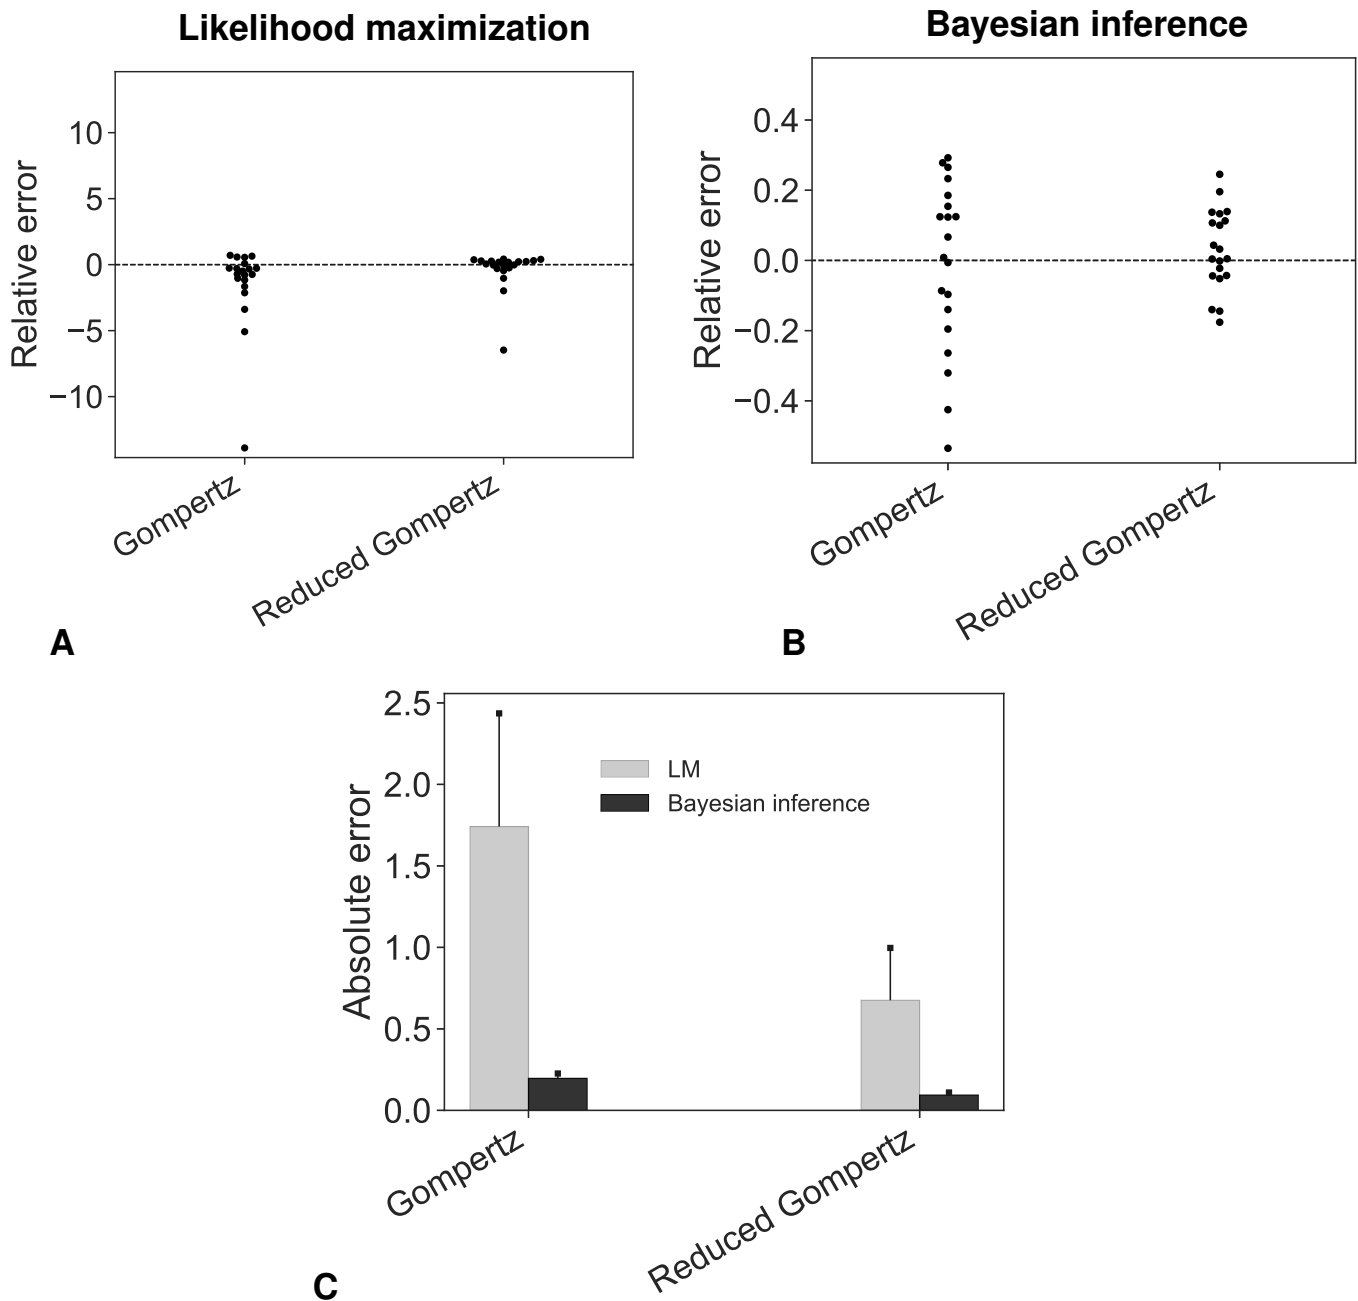 Likelihood maximization
10
5
0
−5
−10
Relative error
Gompertz
Reduced Gompertz
A
Bayesian inference
0.4
0.2
0.0
−0.2
−0.4
Relative error
Gompertz
Reduced Gompertz
B
2.5
2.0
1.5
1.0
0.5
0.0
Absolute error
LM
Bayesian inference
Gompertz
Reduced Gompertz
C